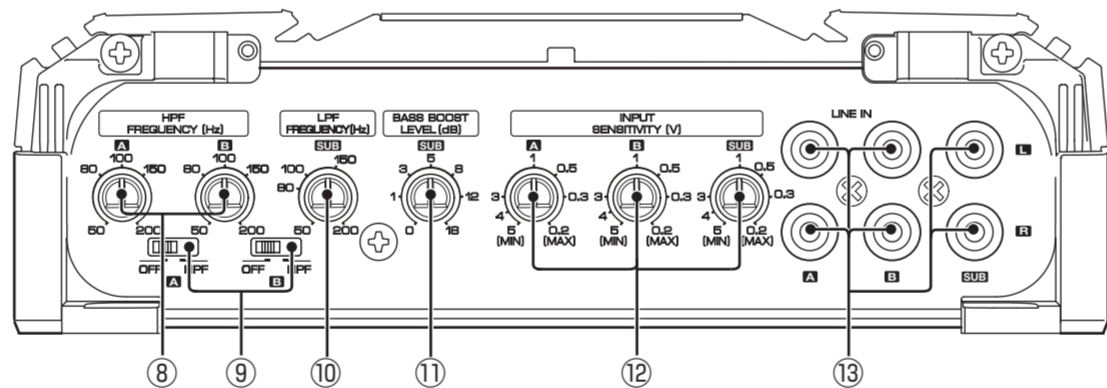 HPF
FREQUENCY (Hz)
LPF
FREQUENCY(Hz)
BASS BOOST
LEVEL (dB)
INPUT
SENSITIVITY (V)
LINE IN
A
B
SUB
SUB
A
B
SUB
100
80 150
50 200
100
80 150
50 200
150
100
80
50 200
5
3 8
1 12
0 18
1
0.5
3 0.3
4
5 0.2
(MIN) (MAX)
1
0.5
3 0.3
4
5 0.2
(MIN) (MAX)
1
0.5
3 0.3
4
5 0.2
(MIN) (MAX)
L
R
OFF HPF
A
OFF HPF
B
A B SUB
⑧ ⑨ ⑩ ⑪ ⑫ ⑬